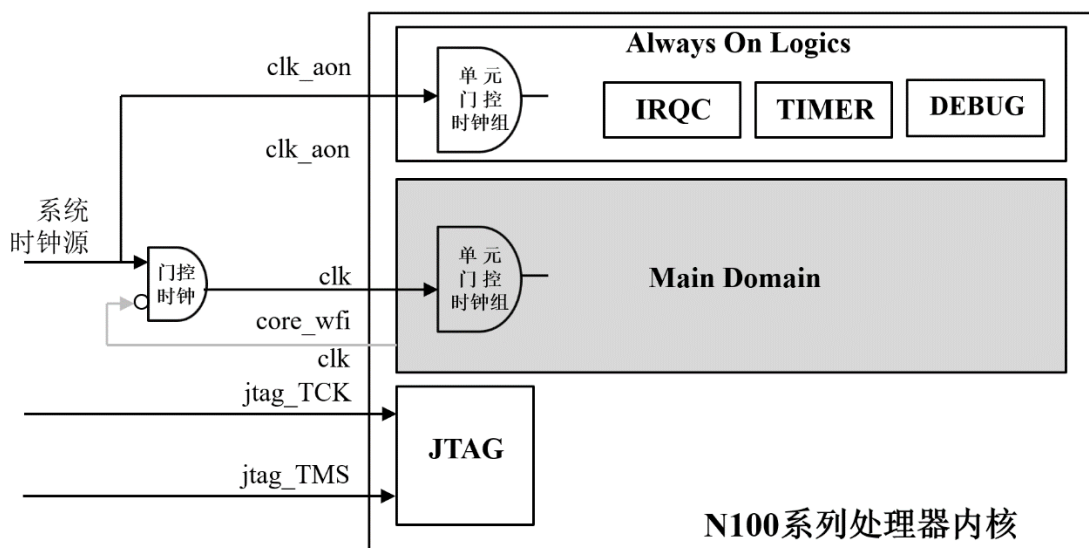 Always On Logics
clk_aon
单 元
门 控
时钟组
IRQC
TIMER
DEBUG
clk_aon
系统
时钟源
门控
时钟
clk
单 元
门 控
时钟组
Main Domain
core_wfi
clk
jtag_TCK
JTAG
jtag_TMS
N100系列处理器内核